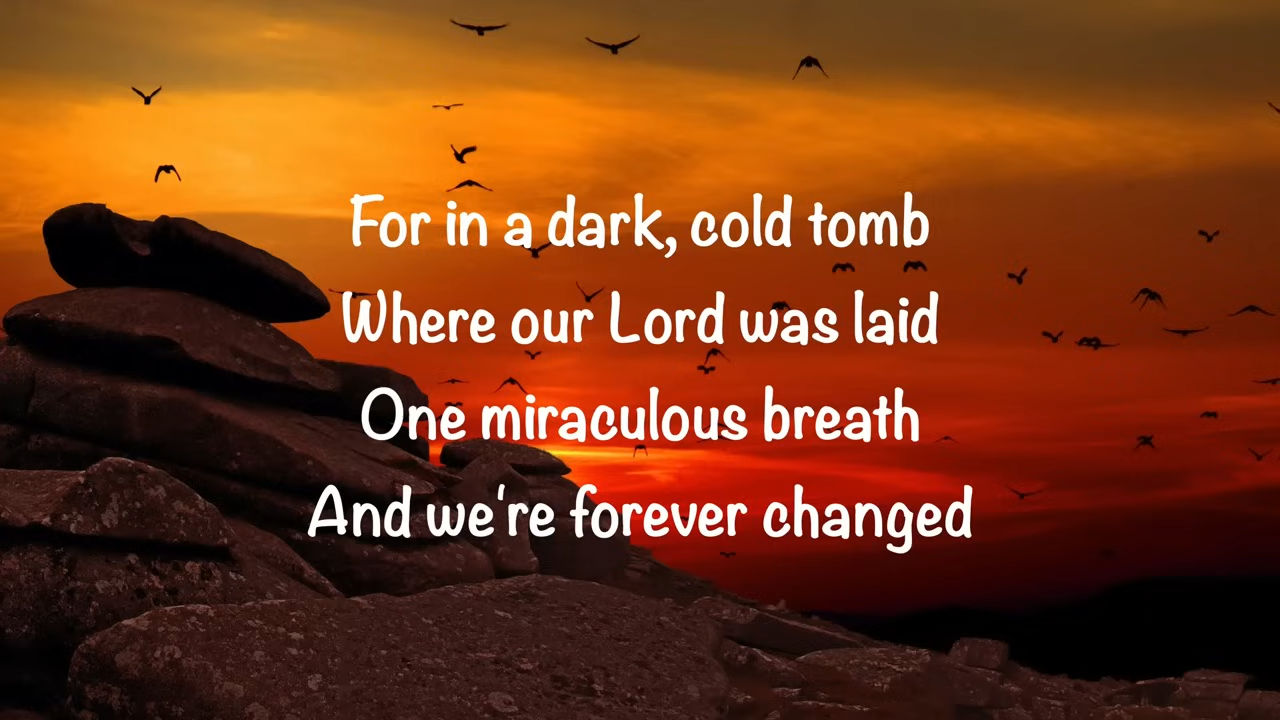 For in a dark, cold tomb
Where our Lord was laid
One miraculous breath
And we're forever changed